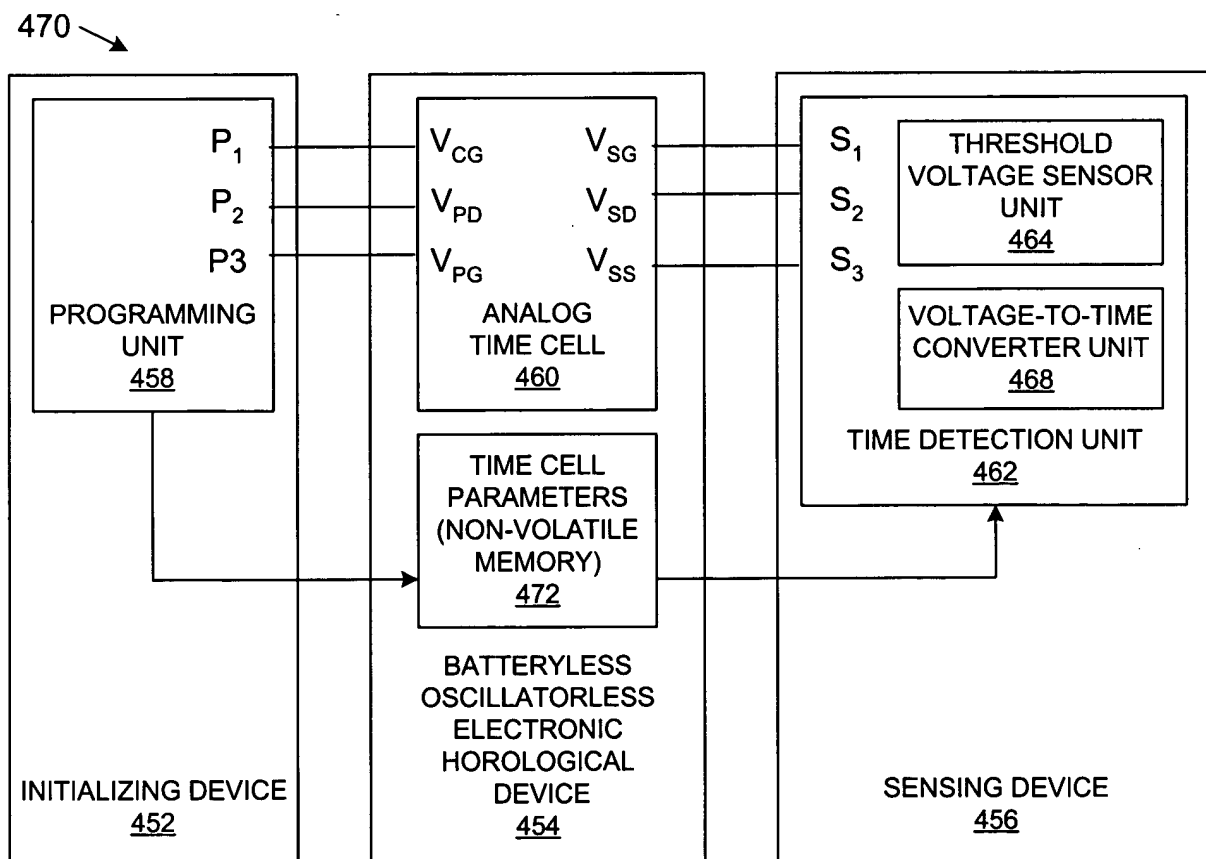 470
P1
P2
P3
PROGRAMMING
UNIT
458
INITIALIZING DEVICE
452
VCG
VPD
VPG
VSG
VSD
VSS
ANALOG
TIME CELL
460
TIME CELL
PARAMETERS
(NON-VOLATILE
MEMORY)
472
BATTERYLESS
OSCILLATORLESS
ELECTRONIC
HOROLOGICAL
DEVICE
454
S1
S2
S3
THRESHOLD
VOLTAGE SENSOR
UNIT
464
VOLTAGE-TO-TIME
CONVERTER UNIT
468
TIME DETECTION UNIT
462
SENSING DEVICE
456